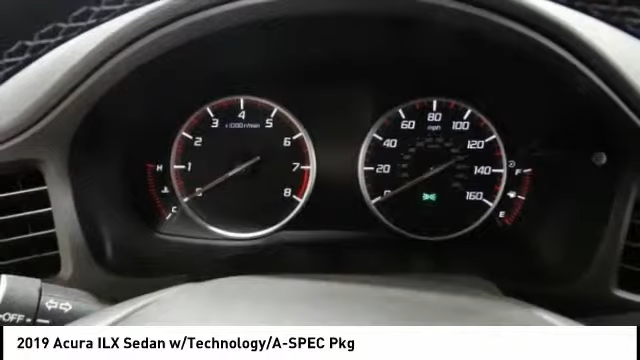 4
3 5
x1000r/min
2 6
1 7
0 8
H
C
80
60 100
mph
40 120
20 140
0 160
F
E
OFF
2019 Acura ILX Sedan w/Technology/A-SPEC Pkg